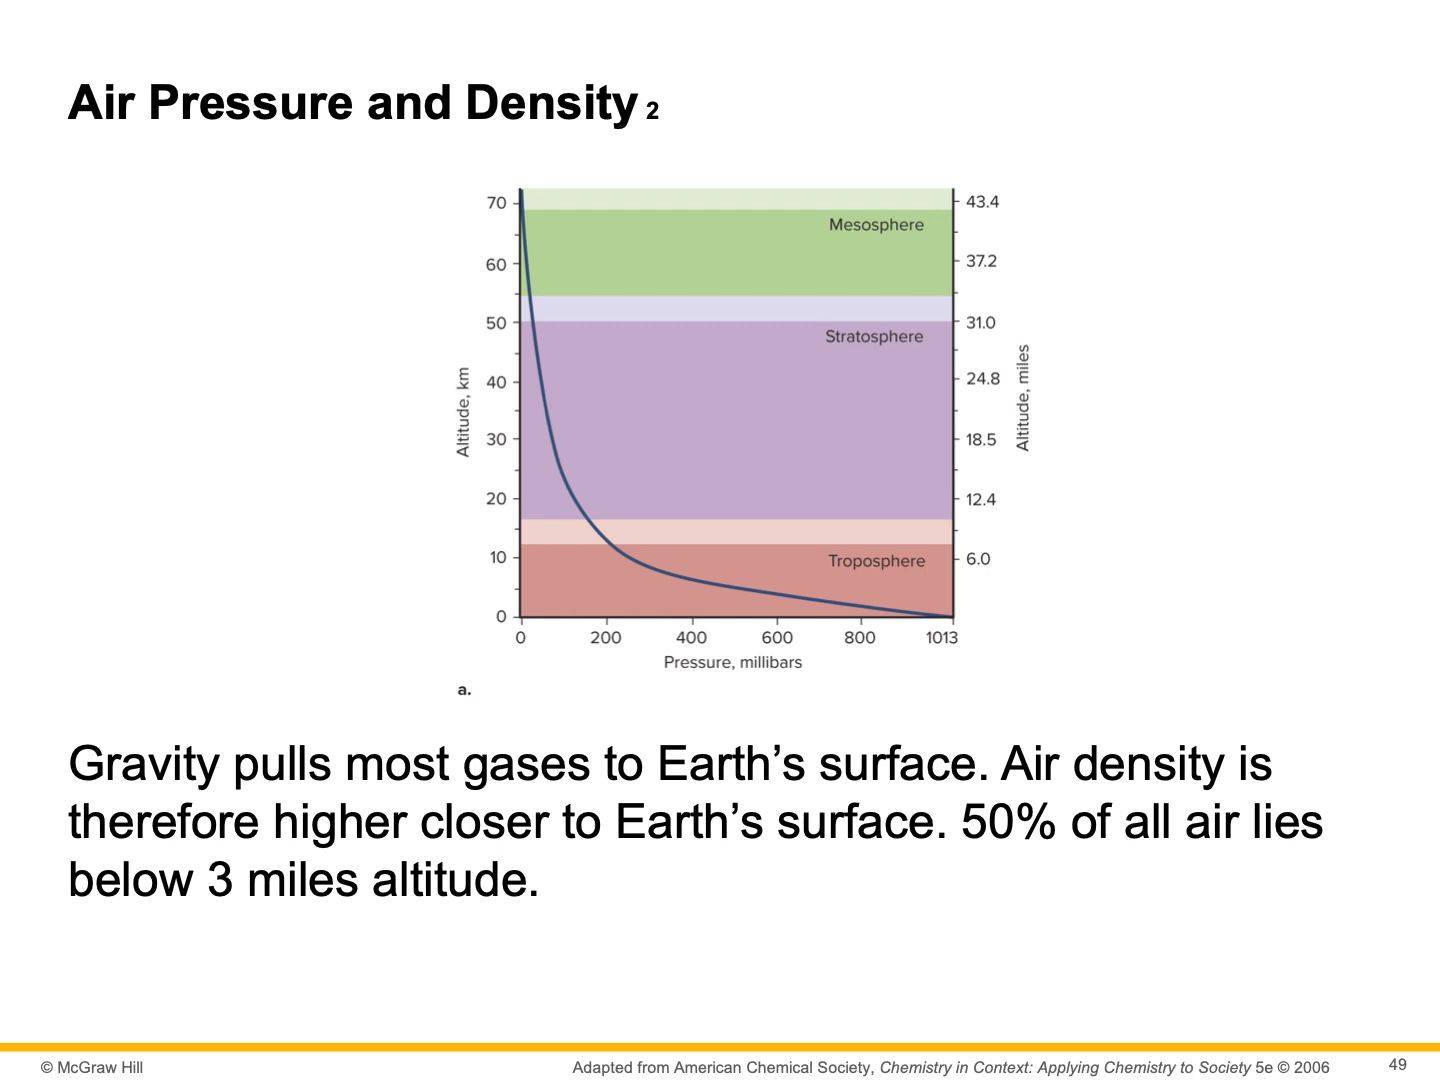 Air Pressure and Density 2
70
60
50
40
30
20
10
0
Altitude, km
Mesosphere
Stratosphere
Troposphere
43.4
37.2
31.0
24.8
18.5
12.4
6.0
Altitude, miles
0 200 400 600 800 1013
Pressure, millibars
a.
Gravity pulls most gases to Earth’s surface. Air density is
therefore higher closer to Earth’s surface. 50% of all air lies
below 3 miles altitude.
© McGraw Hill
Adapted from American Chemical Society, Chemistry in Context: Applying Chemistry to Society 5e © 2006
49